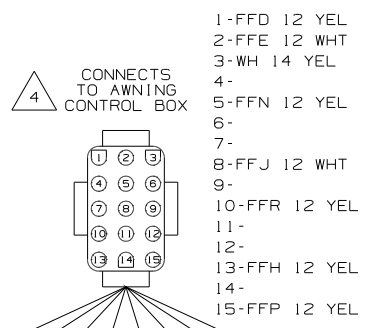 1-FFD 12 YEL
2-FFE 12 WHT
3-WH 14 YEL
4-
5-FFN 12 YEL
6-
7-
8-FFJ 12 WHT
9-
10-FFR 12 YEL
11-
12-
13-FFH 12 YEL
14-
15-FFP 12 YEL
4
CONNECTS
TO AWNING
CONTROL BOX
1 2 3
4 5 6
7 8 9
10 11 12
13 14 15